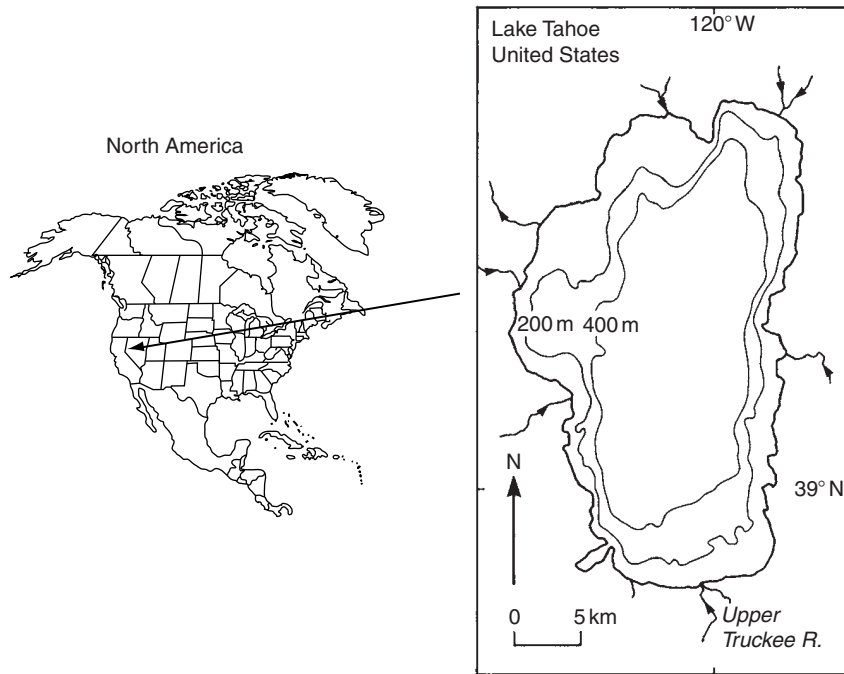 North America
Lake Tahoe
United States
120° W
200 m
400 m
N
39° N
0
5 km
Upper
Truckee R.